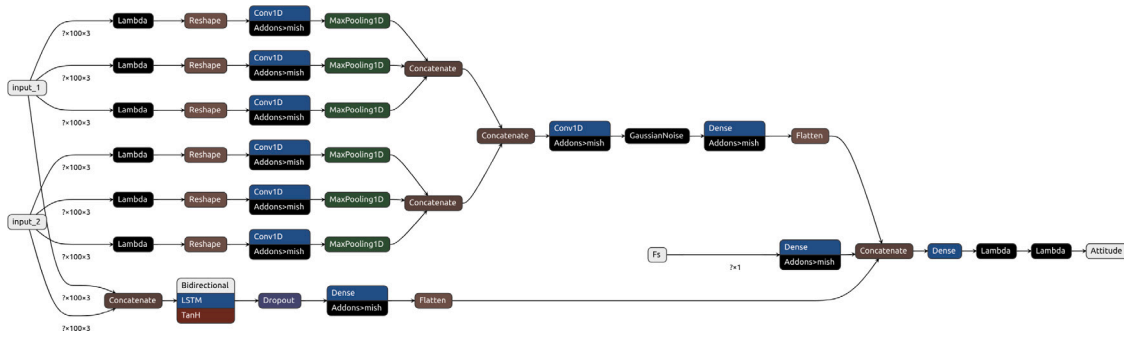 Lambda Reshape Conv1D Addons>mish MaxPooling1D
?×100×3
Lambda Reshape Conv1D Addons>mish MaxPooling1D
Concatenate
?×100×3
input_1
Lambda Reshape Conv1D Addons>mish MaxPooling1D
?×100×3
Concatenate
Conv1D Addons>mish
GaussianNoise
Dense Addons>mish
Flatten
Lambda Reshape Conv1D Addons>mish MaxPooling1D
?×100×3
Lambda Reshape Conv1D Addons>mish MaxPooling1D
Concatenate
?×100×3
input_2
Lambda Reshape Conv1D Addons>mish MaxPooling1D
?×100×3
Fs
?×1
Dense Addons>mish
Concatenate
Dense
Lambda
Lambda
Attitude
?×100×3
Concatenate
Bidirectional
LSTM
TanH
Dropout
Dense Addons>mish
Flatten
?×100×3